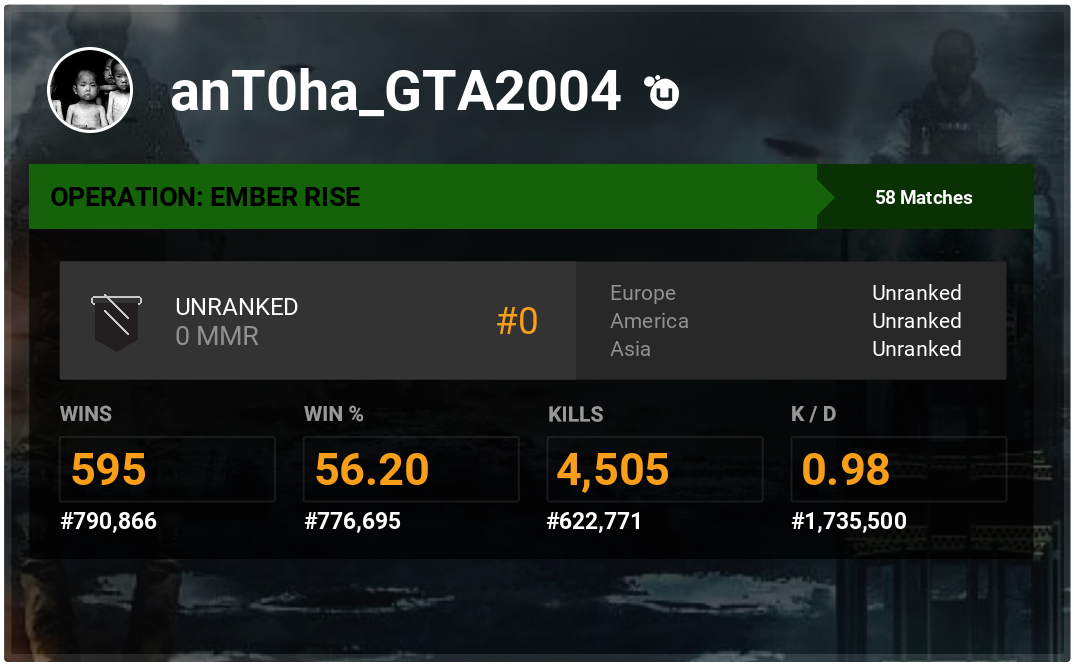 anT0ha_GTA2004
OPERATION: EMBER RISE
58 Matches
UNRANKED
0 MMR
#0
Europe Unranked
America Unranked
Asia Unranked
WINS WIN % KILLS K / D
595 56.20 4,505 0.98
#790,866 #776,695 #622,771 #1,735,500